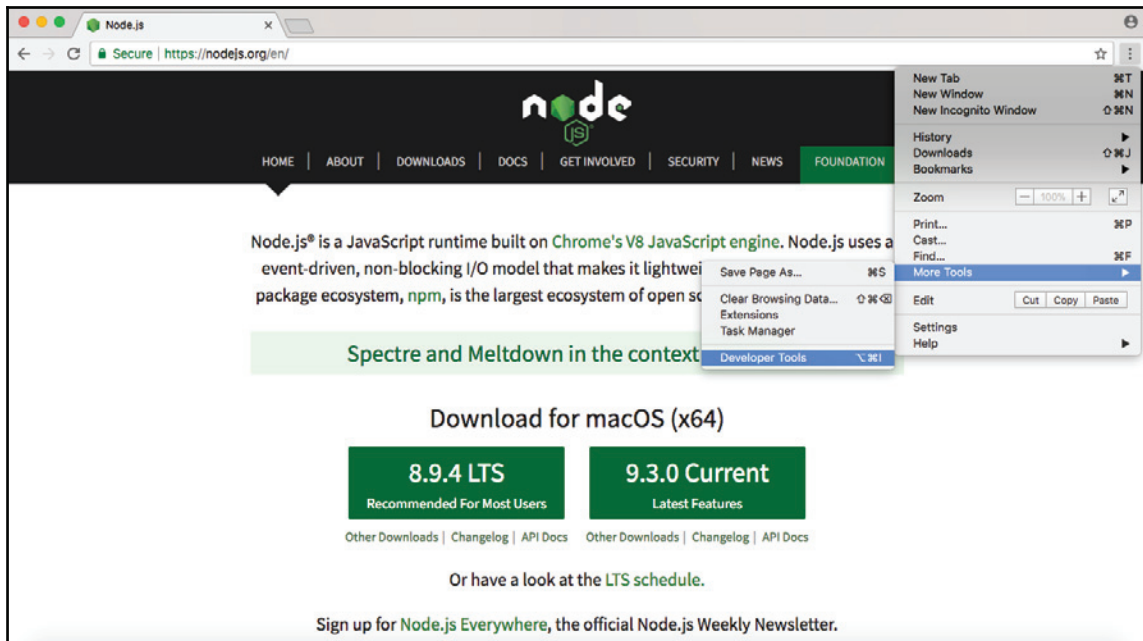 Node.js
Secure | https://nodejs.org/en/
node
JS
HOME | ABOUT | DOWNLOADS | DOCS | GET INVOLVED | SECURITY | NEWS | FOUNDATION
New Tab ⌘T
New Window ⌘N
New Incognito Window ⇧⌘N
History
Downloads ⇧⌘J
Bookmarks
Zoom — 100% +
Print... ⌘P
Cast...
Find... ⌘F
More Tools
Edit Cut Copy Paste
Settings
Help
Save Page As... ⌘S
Clear Browsing Data... ⇧⌘⌫
Extensions
Task Manager
Developer Tools ⌥⌘I
Node.js® is a JavaScript runtime built on Chrome's V8 JavaScript engine. Node.js uses a
event-driven, non-blocking I/O model that makes it
package ecosystem, npm, is the largest ecosystem of open
Spectre and Meltdown in the context
Download for macOS (x64)
8.9.4 LTS
Recommended For Most Users
9.3.0 Current
Latest Features
Other Downloads | Changelog | API Docs
Other Downloads | Changelog | API Docs
Or have a look at the LTS schedule.
Sign up for Node.js Everywhere, the official Node.js Weekly Newsletter.